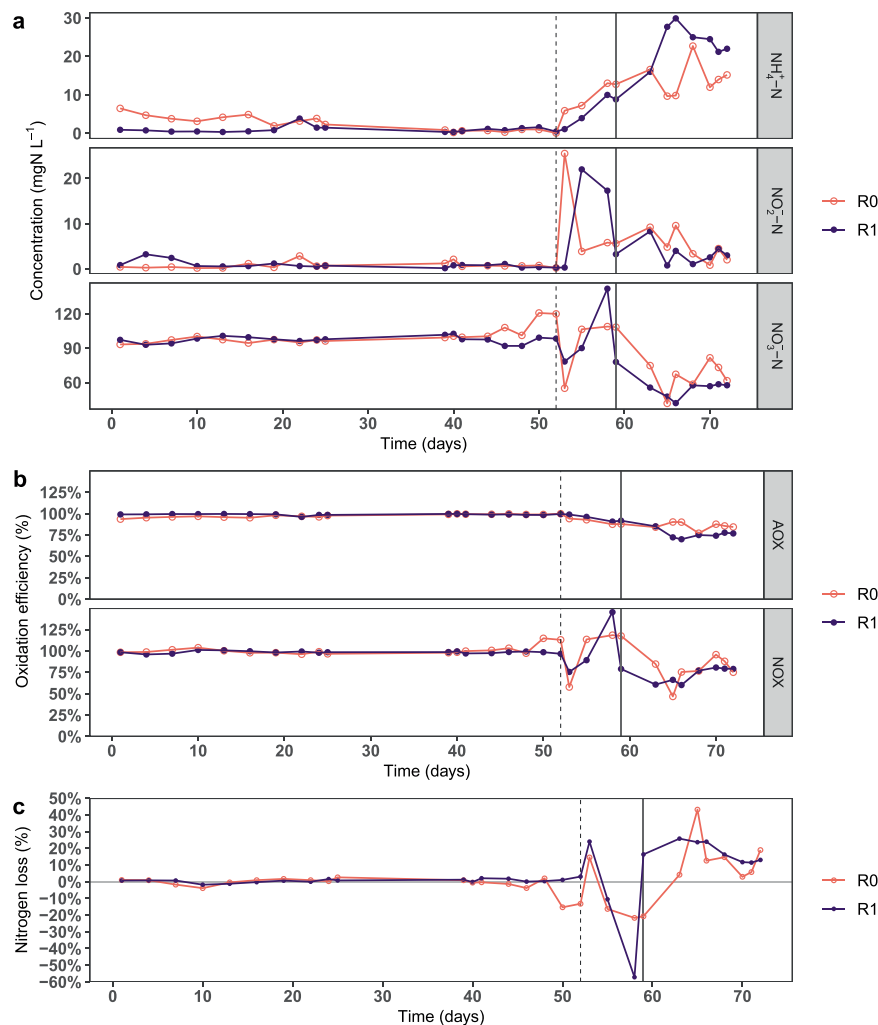 a
Concentration (mgN L⁻¹)
30
20
10
0
NH₄⁺−N
20
10
0
NO₂⁻−N
120
90
60
NO₃⁻−N
0 10 20 30 40 50 60 70
Time (days)
R0
R1
b
Oxidation efficiency (%)
125%
100%
75%
50%
25%
0%
AOX
125%
100%
75%
50%
25%
0%
NOX
0 10 20 30 40 50 60 70
Time (days)
R0
R1
c
Nitrogen loss (%)
50%
40%
30%
20%
10%
0%
−10%
−20%
−30%
−40%
−50%
−60%
0 10 20 30 40 50 60 70
Time (days)
R0
R1